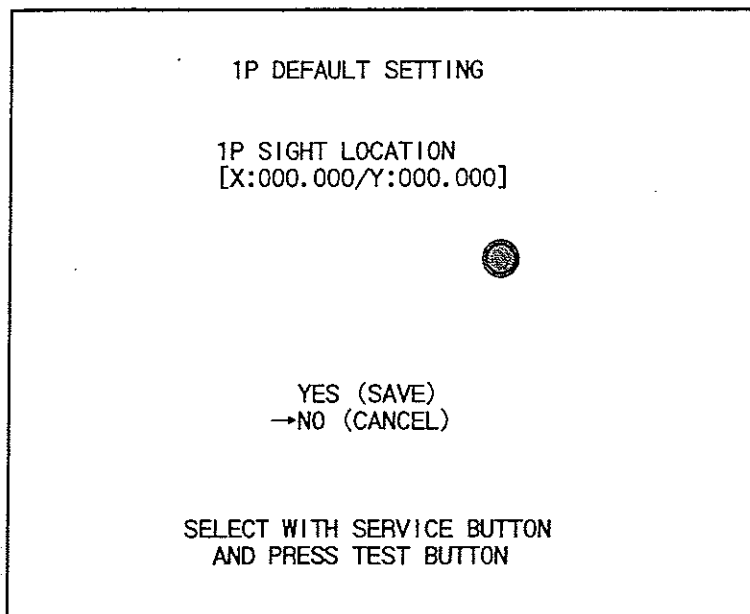 1P DEFAULT SETTING
1P SIGHT LOCATION
[X:000.000/Y:000.000]
YES (SAVE)
→NO (CANCEL)
SELECT WITH SERVICE BUTTON
AND PRESS TEST BUTTON